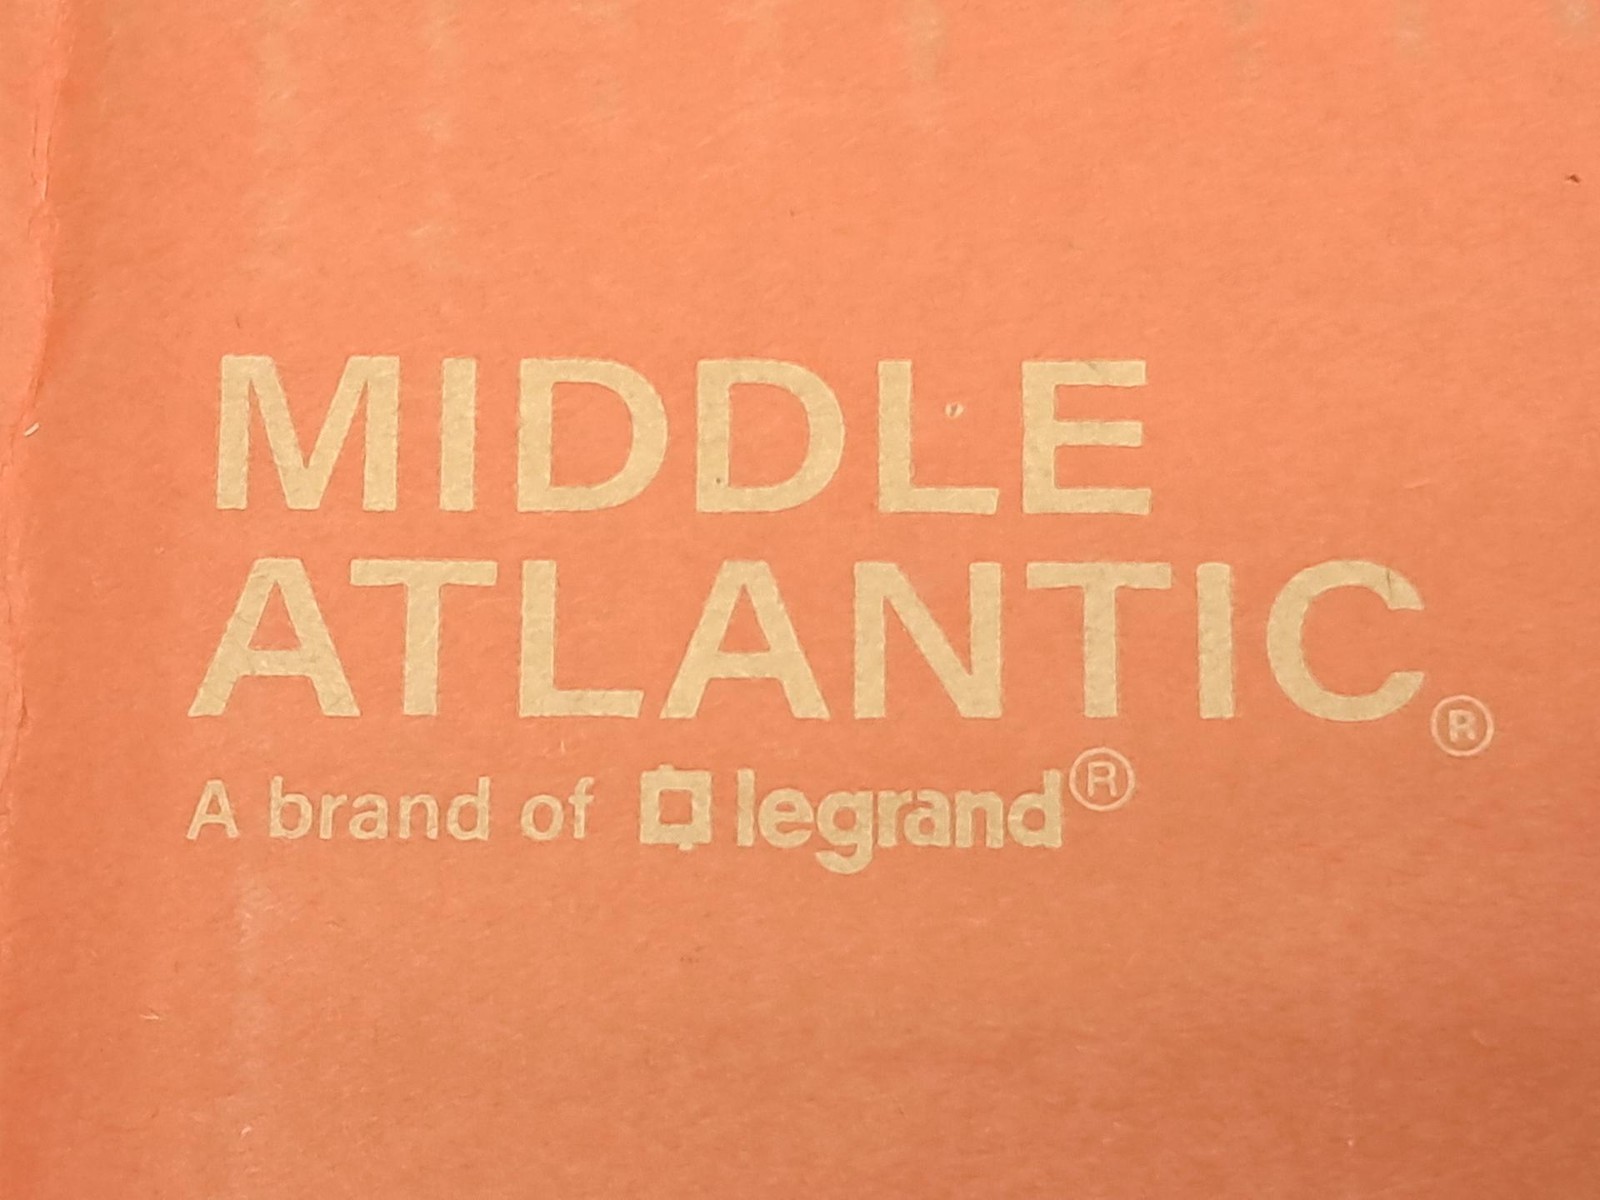 MIDDLE
ATLANTIC®
A brand of legrand®